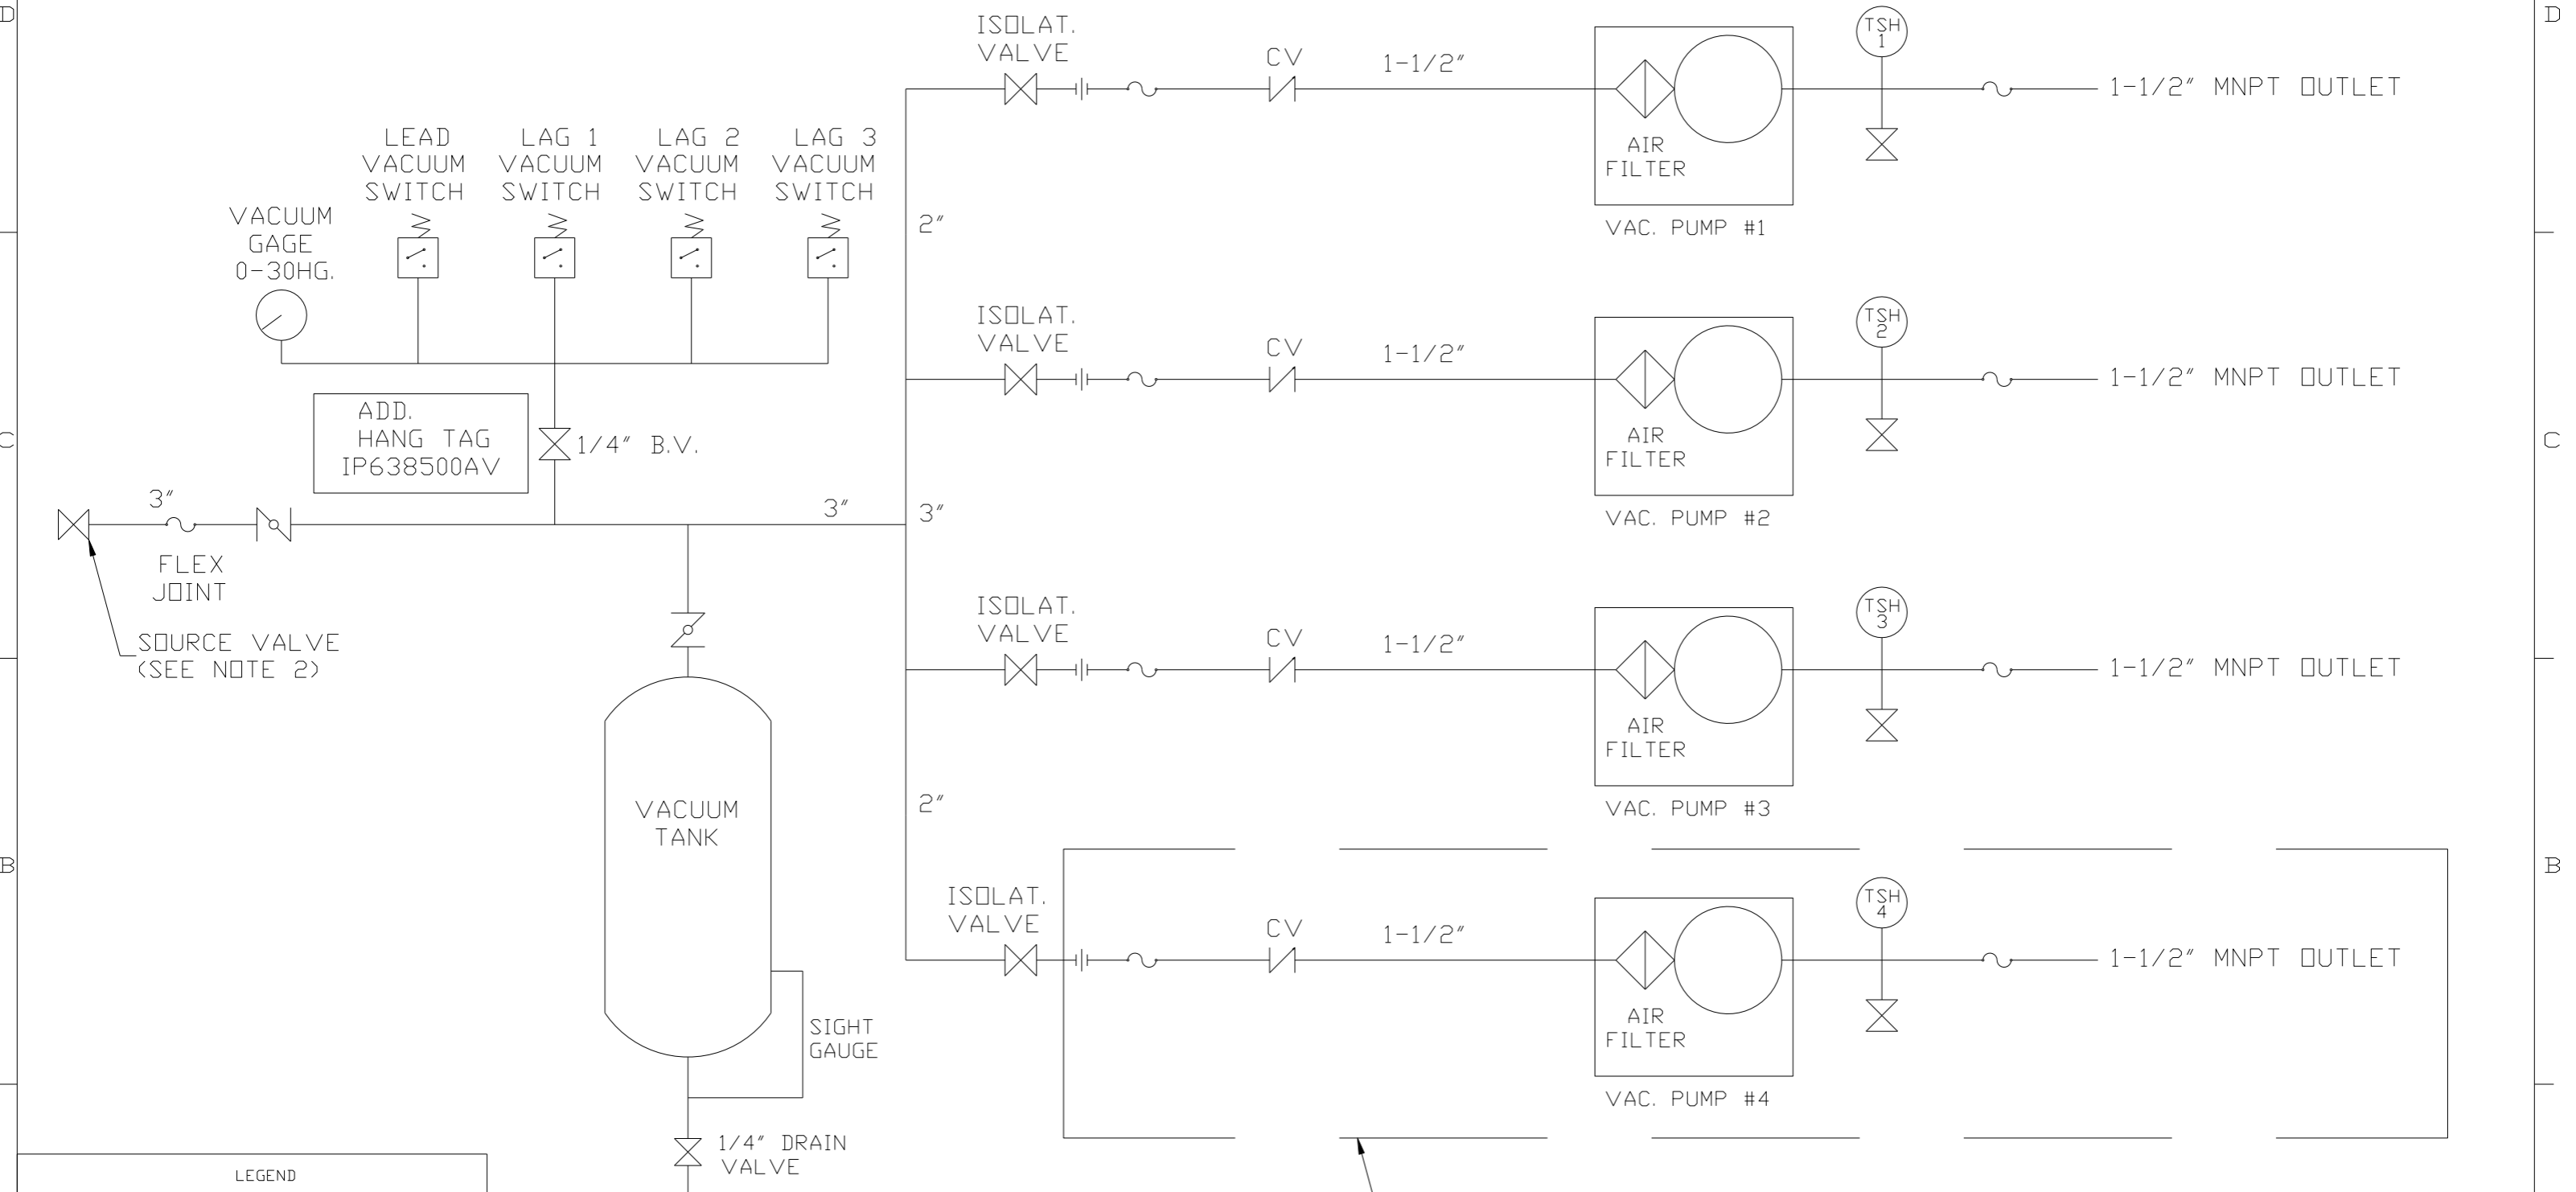 D
D
ISOLAT.
VALVE
CV
1-1/2"
TSH
1
1-1/2" MNPT OUTLET
AIR
FILTER
VAC. PUMP #1
LEAD
VACUUM
SWITCH
LAG 1
VACUUM
SWITCH
LAG 2
VACUUM
SWITCH
LAG 3
VACUUM
SWITCH
VACUUM
GAGE
0-30HG.
2"
ISOLAT.
VALVE
CV
1-1/2"
TSH
2
1-1/2" MNPT OUTLET
AIR
FILTER
VAC. PUMP #2
C
C
ADD.
HANG TAG
IP638500AV
1/4" B.V.
3"
3"
3"
FLEX
JOINT
SOURCE VALVE
(SEE NOTE 2)
ISOLAT.
VALVE
CV
1-1/2"
TSH
3
1-1/2" MNPT OUTLET
AIR
FILTER
VAC. PUMP #3
2"
VACUUM
TANK
B
B
ISOLAT.
VALVE
CV
1-1/2"
TSH
4
1-1/2" MNPT OUTLET
AIR
FILTER
VAC. PUMP #4
SIGHT
GAUGE
1/4" DRAIN
VALVE
LEGEND